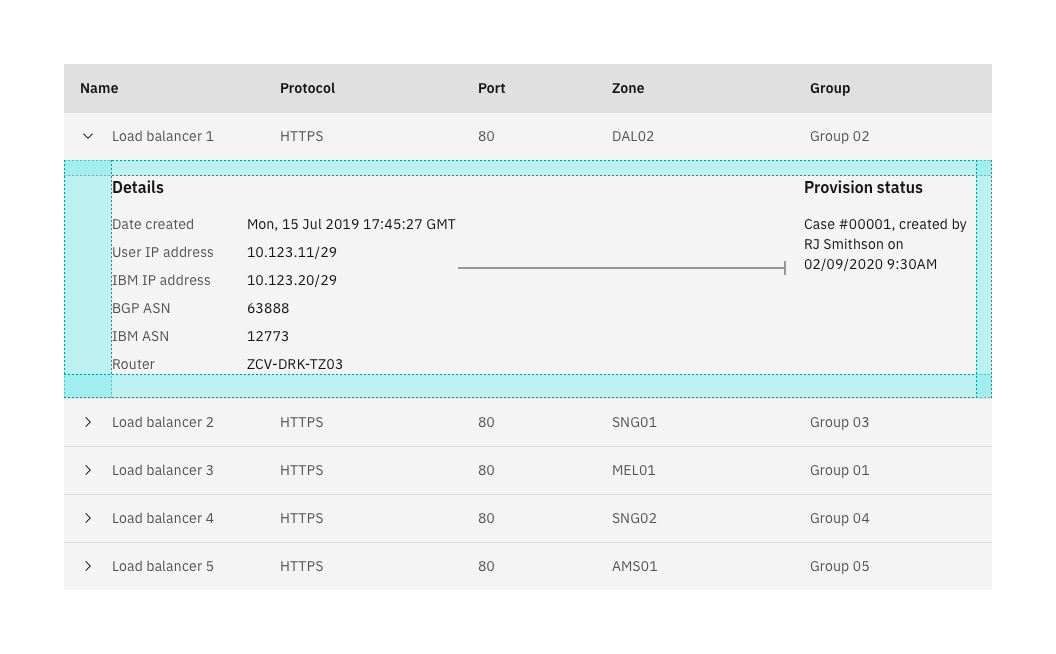 Name Protocol Port Zone Group
Load balancer 1 HTTPS 80 DAL02 Group 02
Details Provision status
Date created Mon, 15 Jul 2019 17:45:27 GMT Case #00001, created by
User IP address 10.123.11/29 RJ Smithson on
IBM IP address 10.123.20/29 02/09/2020 9:30AM
BGP ASN 63888
IBM ASN 12773
Router ZCV-DRK-TZ03
Load balancer 2 HTTPS 80 SNG01 Group 03
Load balancer 3 HTTPS 80 MEL01 Group 01
Load balancer 4 HTTPS 80 SNG02 Group 04
Load balancer 5 HTTPS 80 AMS01 Group 05